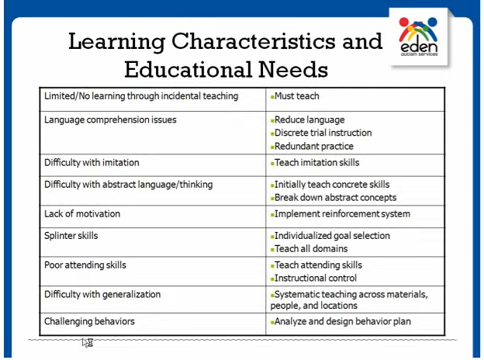 Learning Characteristics and
Educational Needs
eden
autism services
Limited/No learning through incidental teaching
Must teach
Language comprehension issues
Reduce language
Discrete trial instruction
Redundant practice
Difficulty with imitation
Teach imitation skills
Difficulty with abstract language/thinking
Initially teach concrete skills
Break down abstract concepts
Lack of motivation
Implement reinforcement system
Splinter skills
Individualized goal selection
Teach all domains
Poor attending skills
Teach attending skills
Instructional control
Difficulty with generalization
Systematic teaching across materials,
people, and locations
Challenging behaviors
Analyze and design behavior plan